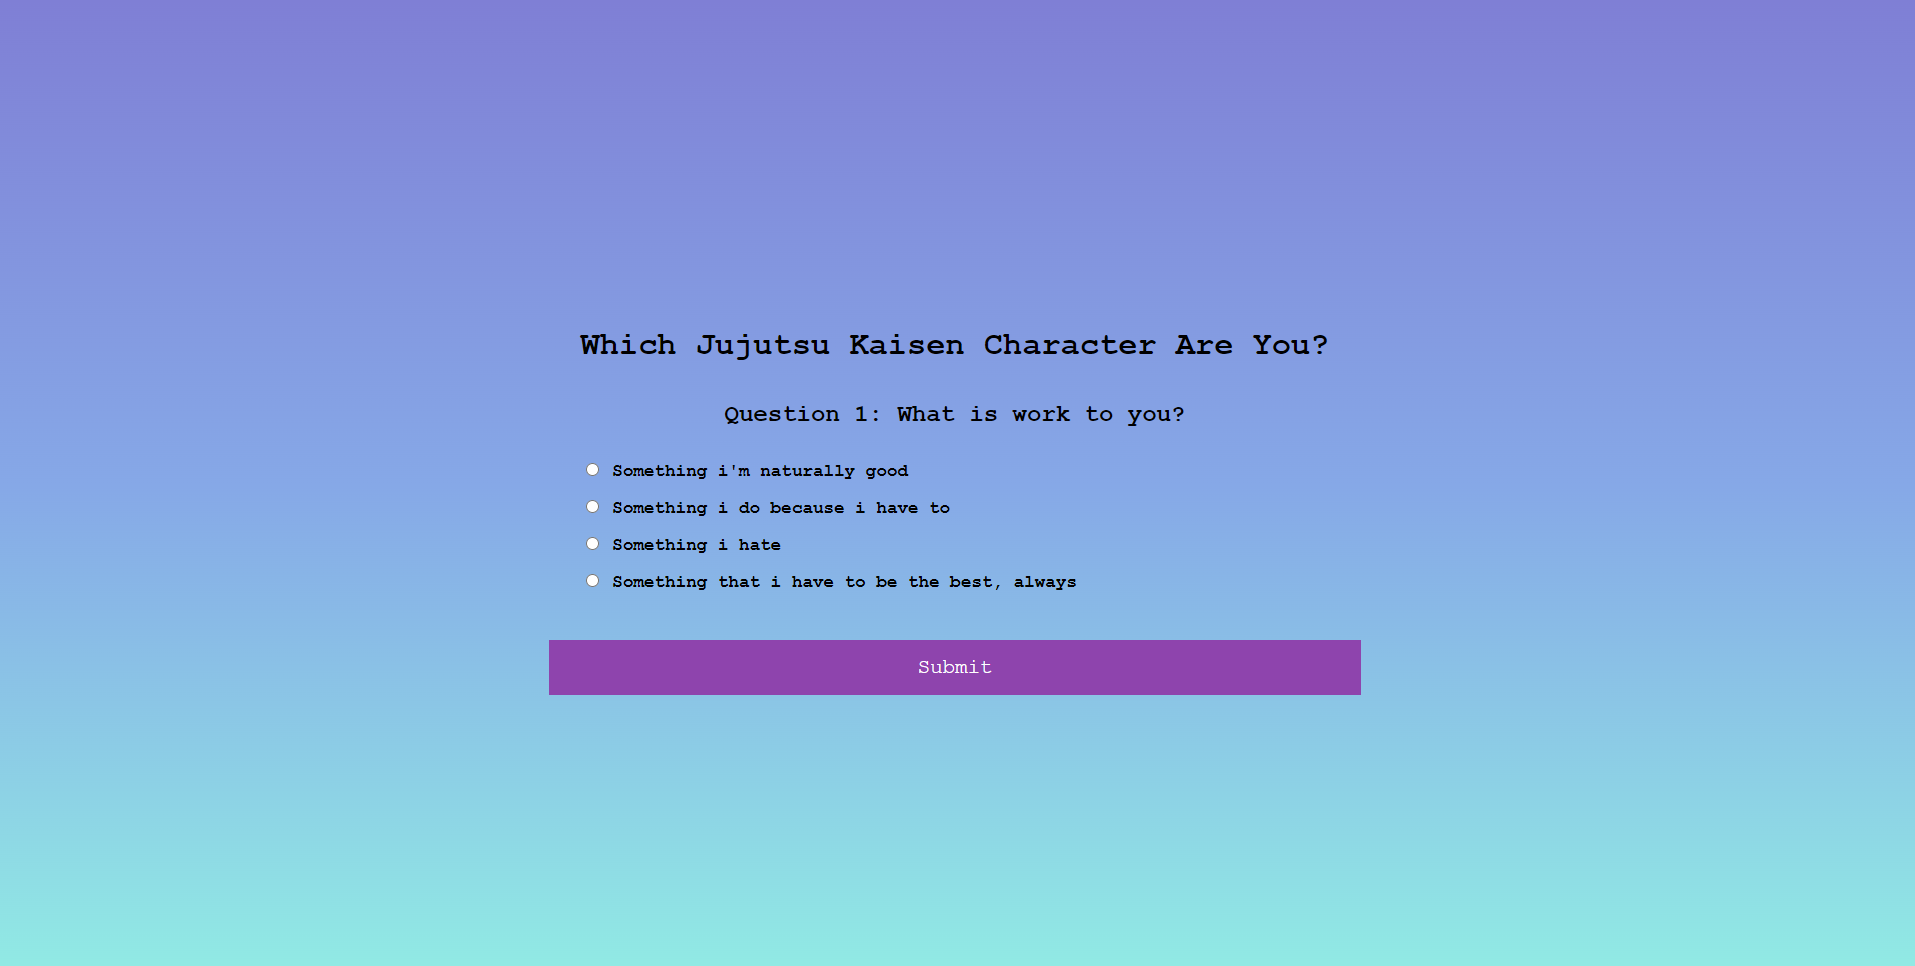 Which Jujutsu Kaisen Character Are You?
Question 1: What is work to you?
Something i'm naturally good
Something i do because i have to
Something i hate
Something that i have to be the best, always
Submit